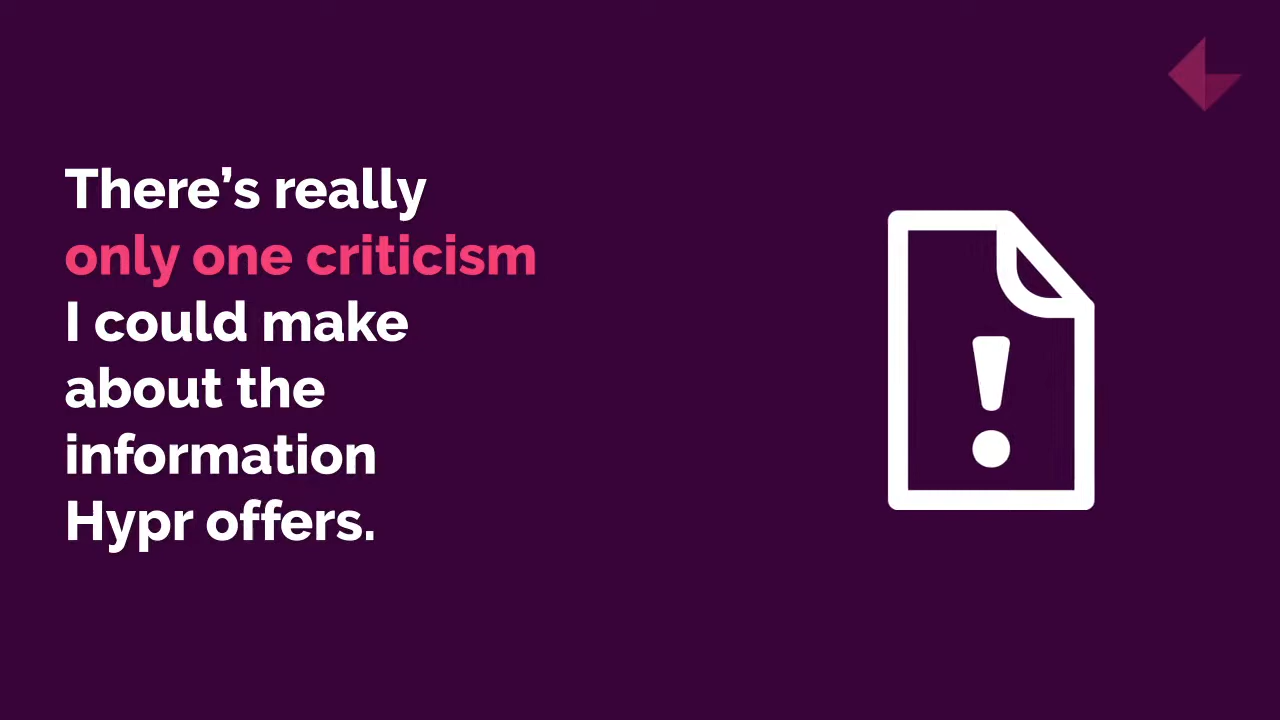 There’s really
only one criticism
I could make
about the
information
Hypr offers.